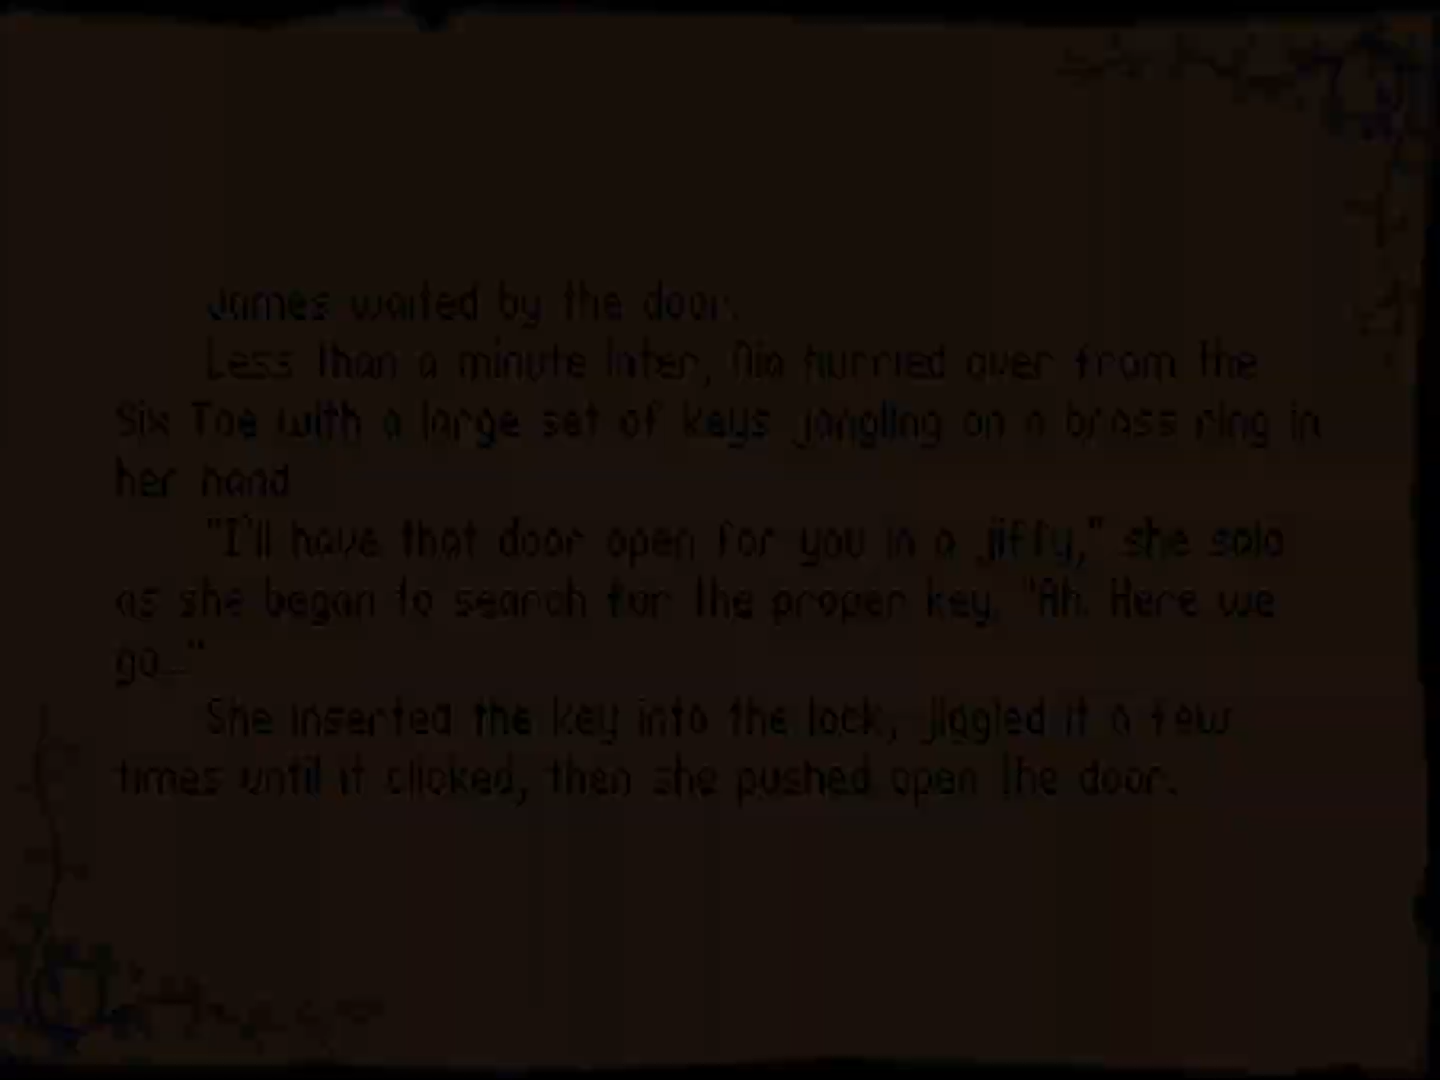 James waited by the door.
Less than a minute later, Nia hurried over from the
Six Toe with a large set of keys jangling on a brass ring in
her hand.
"I'll have that door open for you in a jiffy," she said
as she began to search for the proper key. "Ah. Here we
go..."
She inserted the key into the lock, jiggled it a few
times until it clicked, then she pushed open the door.